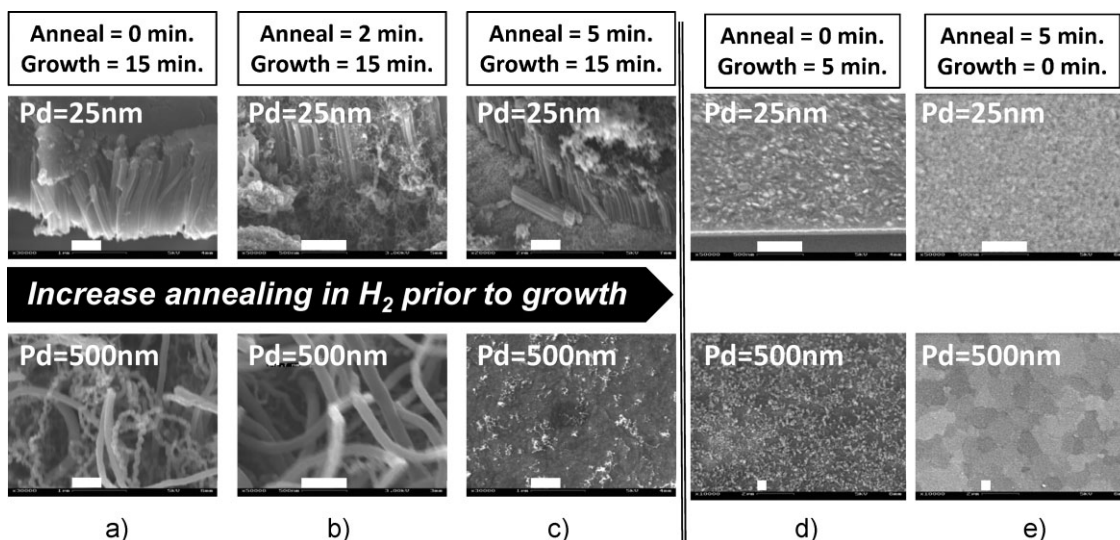 Anneal = 0 min.
Growth = 15 min.
Anneal = 2 min.
Growth = 15 min.
Anneal = 5 min.
Growth = 15 min.
Anneal = 0 min.
Growth = 5 min.
Anneal = 5 min.
Growth = 0 min.
Pd=25nm
Pd=25nm
Pd=25nm
Pd=25nm
Pd=25nm
Increase annealing in H₂ prior to growth
Pd=500nm
Pd=500nm
Pd=500nm
Pd=500nm
Pd=500nm
a)
b)
c)
d)
e)